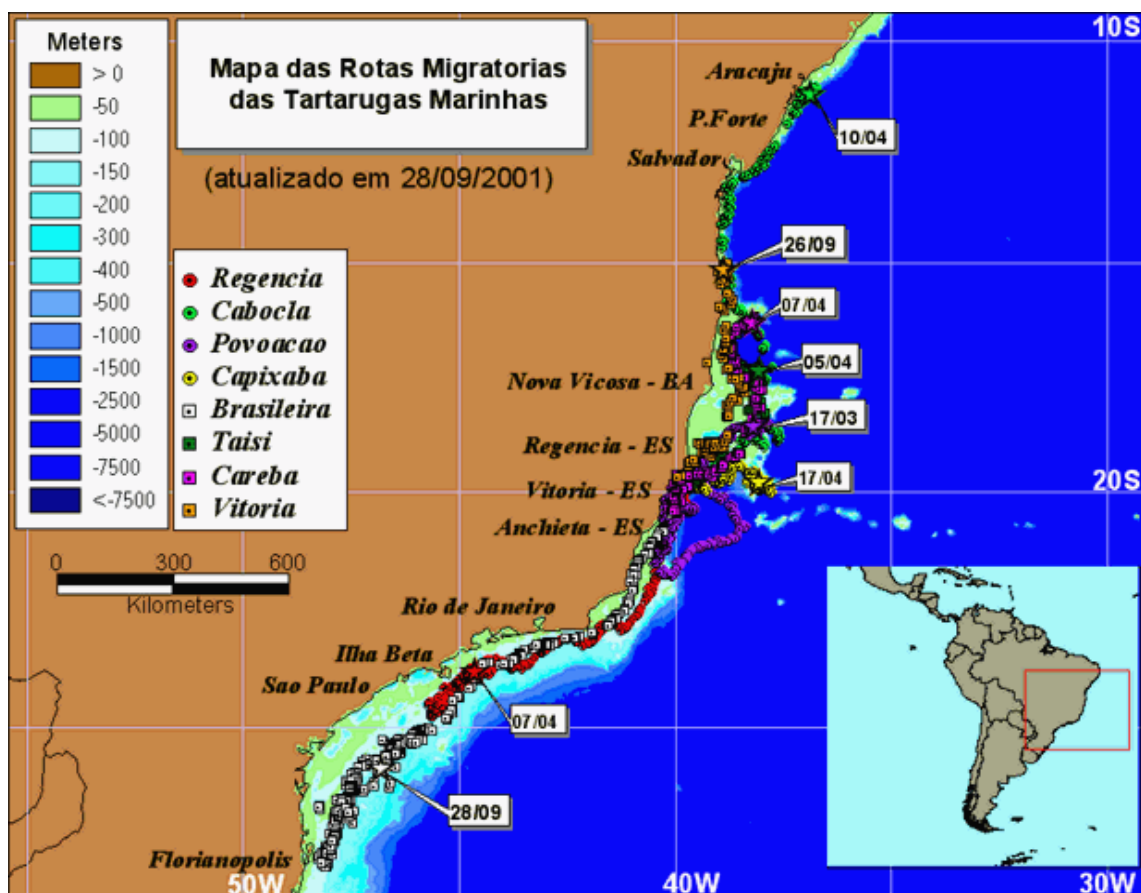 Meters
> 0
-50
-100
-150
-200
-300
-400
-500
-1000
-1500
-2500
-5000
-7500
<-7500
Mapa das Rotas Migratorias
das Tartarugas Marinhas
(atualizado em 28/09/2001)
Regencia
Cabocla
Povoacao
Capixaba
Brasileira
Taisi
Careba
Vitoria
0 300 600
Kilometers
10S
Aracaju
P.Forte
10/04
Salvador
26/09
07/04
05/04
Nova Vicosa - BA
17/03
Regencia - ES
17/04
20S
Vitoria - ES
Anchieta - ES
Rio de Janeiro
Ilha Beta
Sao Paulo
07/04
28/09
Florianopolis
50W
40W
30W